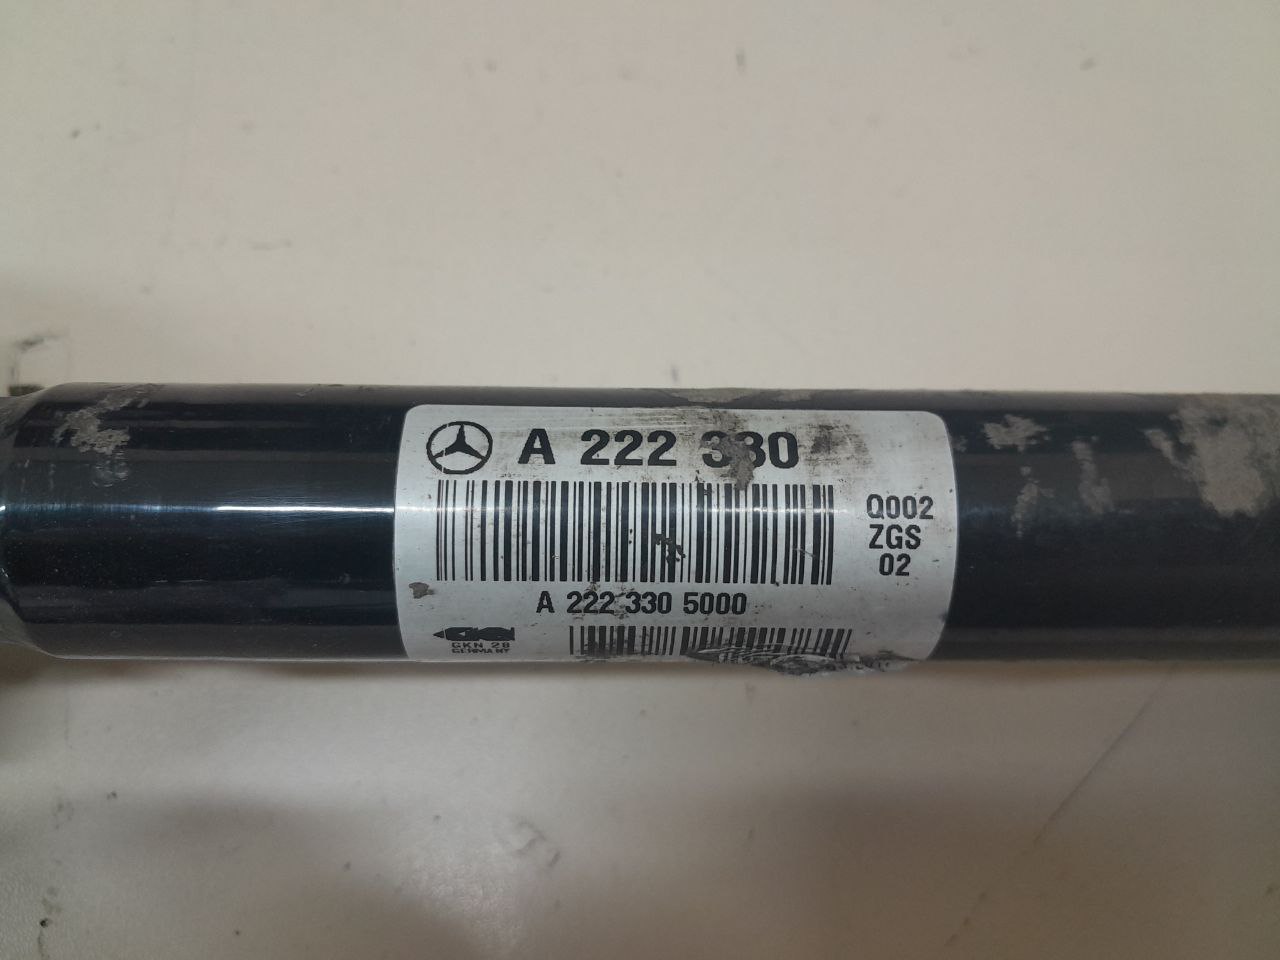 A 222 330
Q002
ZGS
02
A 222 330 5000
GKN 28
GERMANY